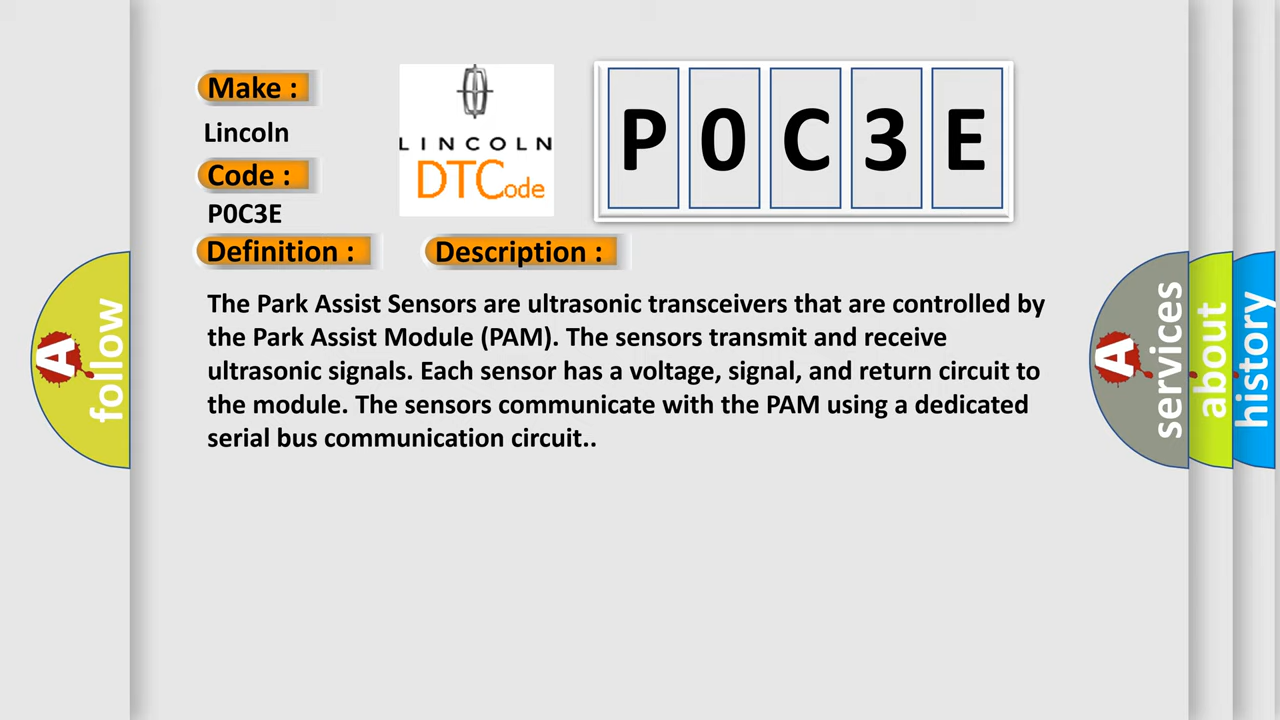 Make :
Lincoln
Code :
P0C3E
Definition :
Description :
LINCOLN
DTCode
P0C3E
The Park Assist Sensors are ultrasonic transceivers that are controlled by
the Park Assist Module (PAM). The sensors transmit and receive
ultrasonic signals. Each sensor has a voltage, signal, and return circuit to
the module. The sensors communicate with the PAM using a dedicated
serial bus communication circuit..
A follow
A services
about
history